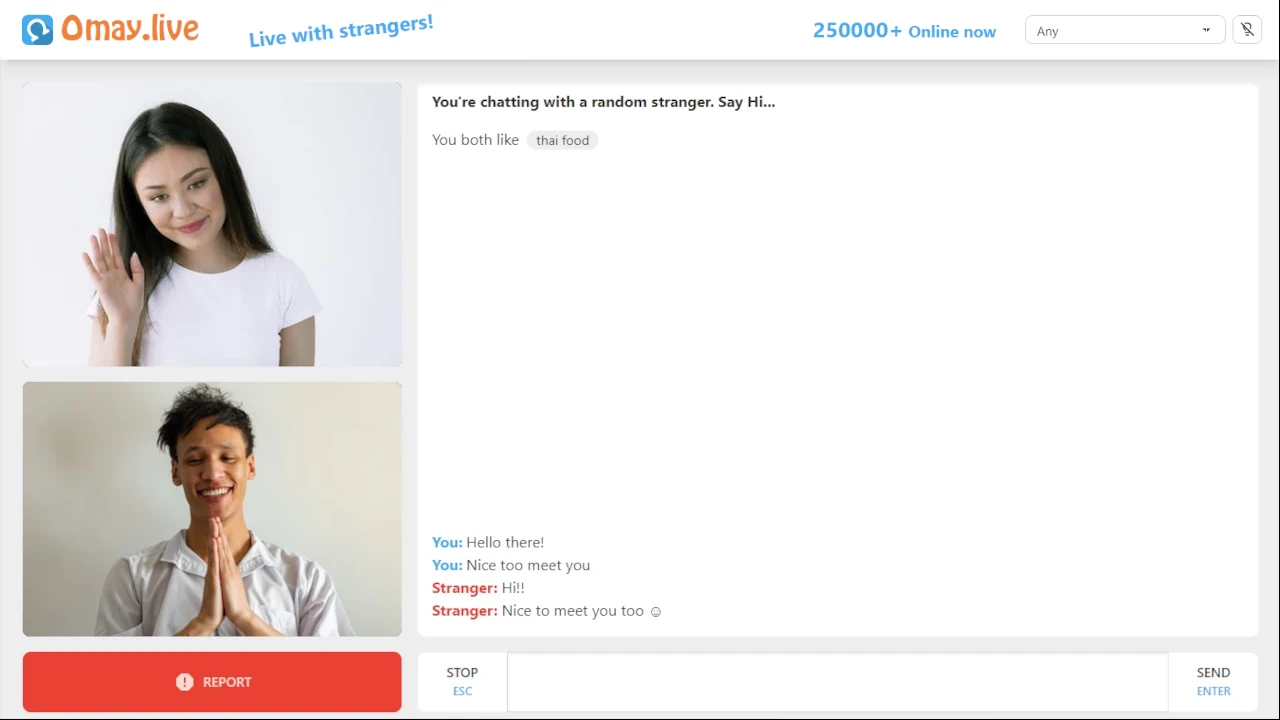 Omay.live
Live with strangers!
250000+ Online now
Any
You're chatting with a random stranger. Say Hi...
You both like thai food
You: Hello there!
You: Nice too meet you
Stranger: Hi!!
Stranger: Nice to meet you too ☺
REPORT
STOP
ESC
SEND
ENTER